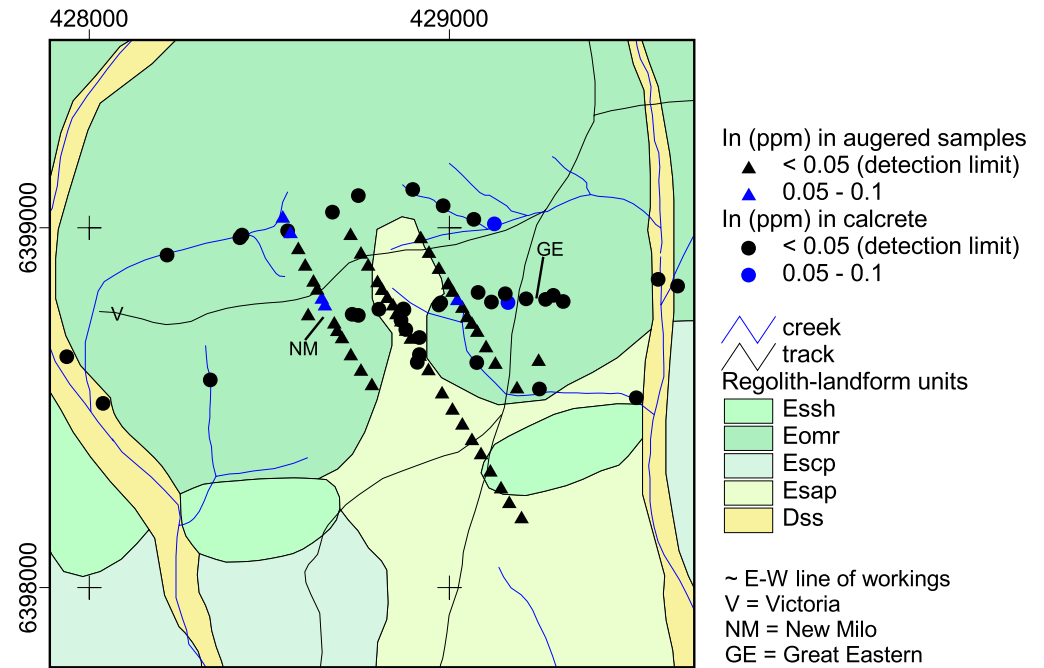 428000
429000
6399000
6398000
V
NM
GE
In (ppm) in augered samples
< 0.05 (detection limit)
0.05 - 0.1
In (ppm) in calcrete
< 0.05 (detection limit)
0.05 - 0.1
creek
track
Regolith-landform units
Essh
Eomr
Escp
Esap
Dss
~ E-W line of workings
V = Victoria
NM = New Milo
GE = Great Eastern